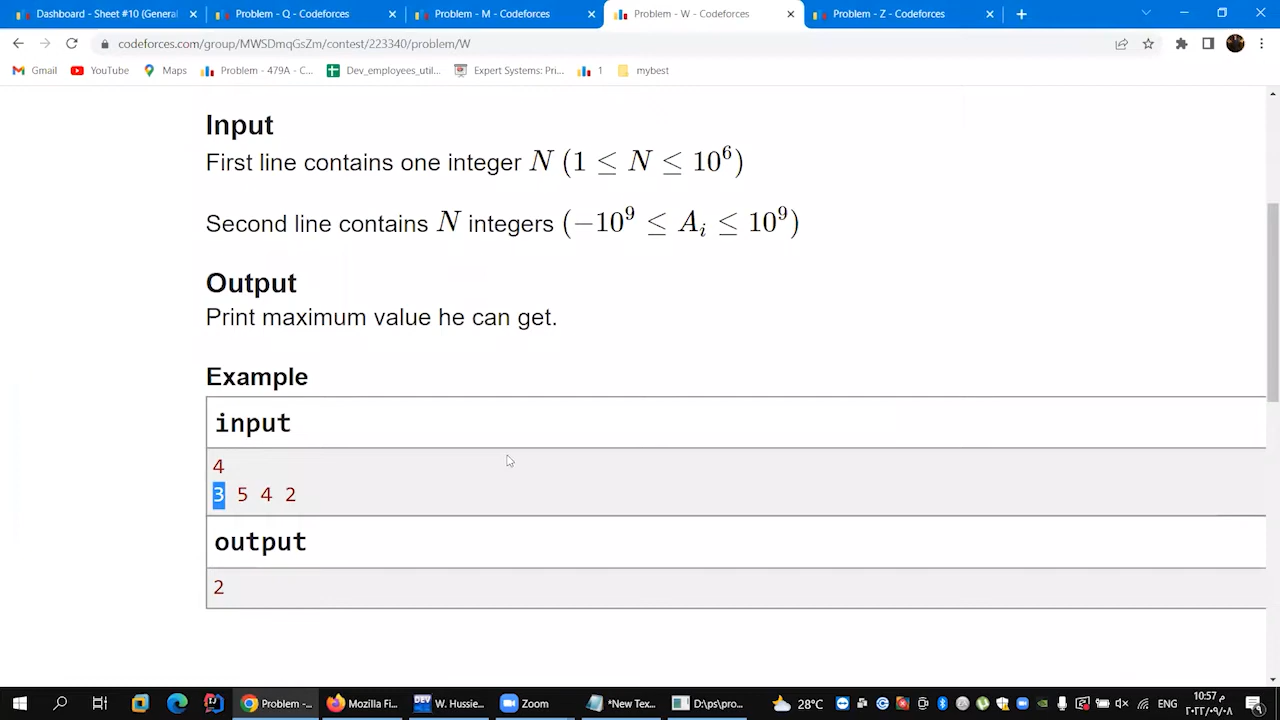 Dashboard - Sheet #10 (General
Problem - Q - Codeforces
Problem - M - Codeforces
Problem - W - Codeforces
Problem - Z - Codeforces
codeforces.com/group/MWSDmqGsZm/contest/223340/problem/W
Gmail
YouTube
Maps
Problem - 479A - C...
Dev_employees_util...
Expert Systems: Pri...
1
mybest
Input
First line contains one integer N (1 ≤ N ≤ 10^6)
Second line contains N integers (−10^9 ≤ A_i ≤ 10^9)
Output
Print maximum value he can get.
Example
input
4
3 5 4 2
output
2
Problem -...
Mozilla Fi...
DEV
W. Hussie...
Zoom
*New Tex...
D:\ps\pro...
28°C
ENG
10:57 م
٢٠٢٢/٠٩/٠٨